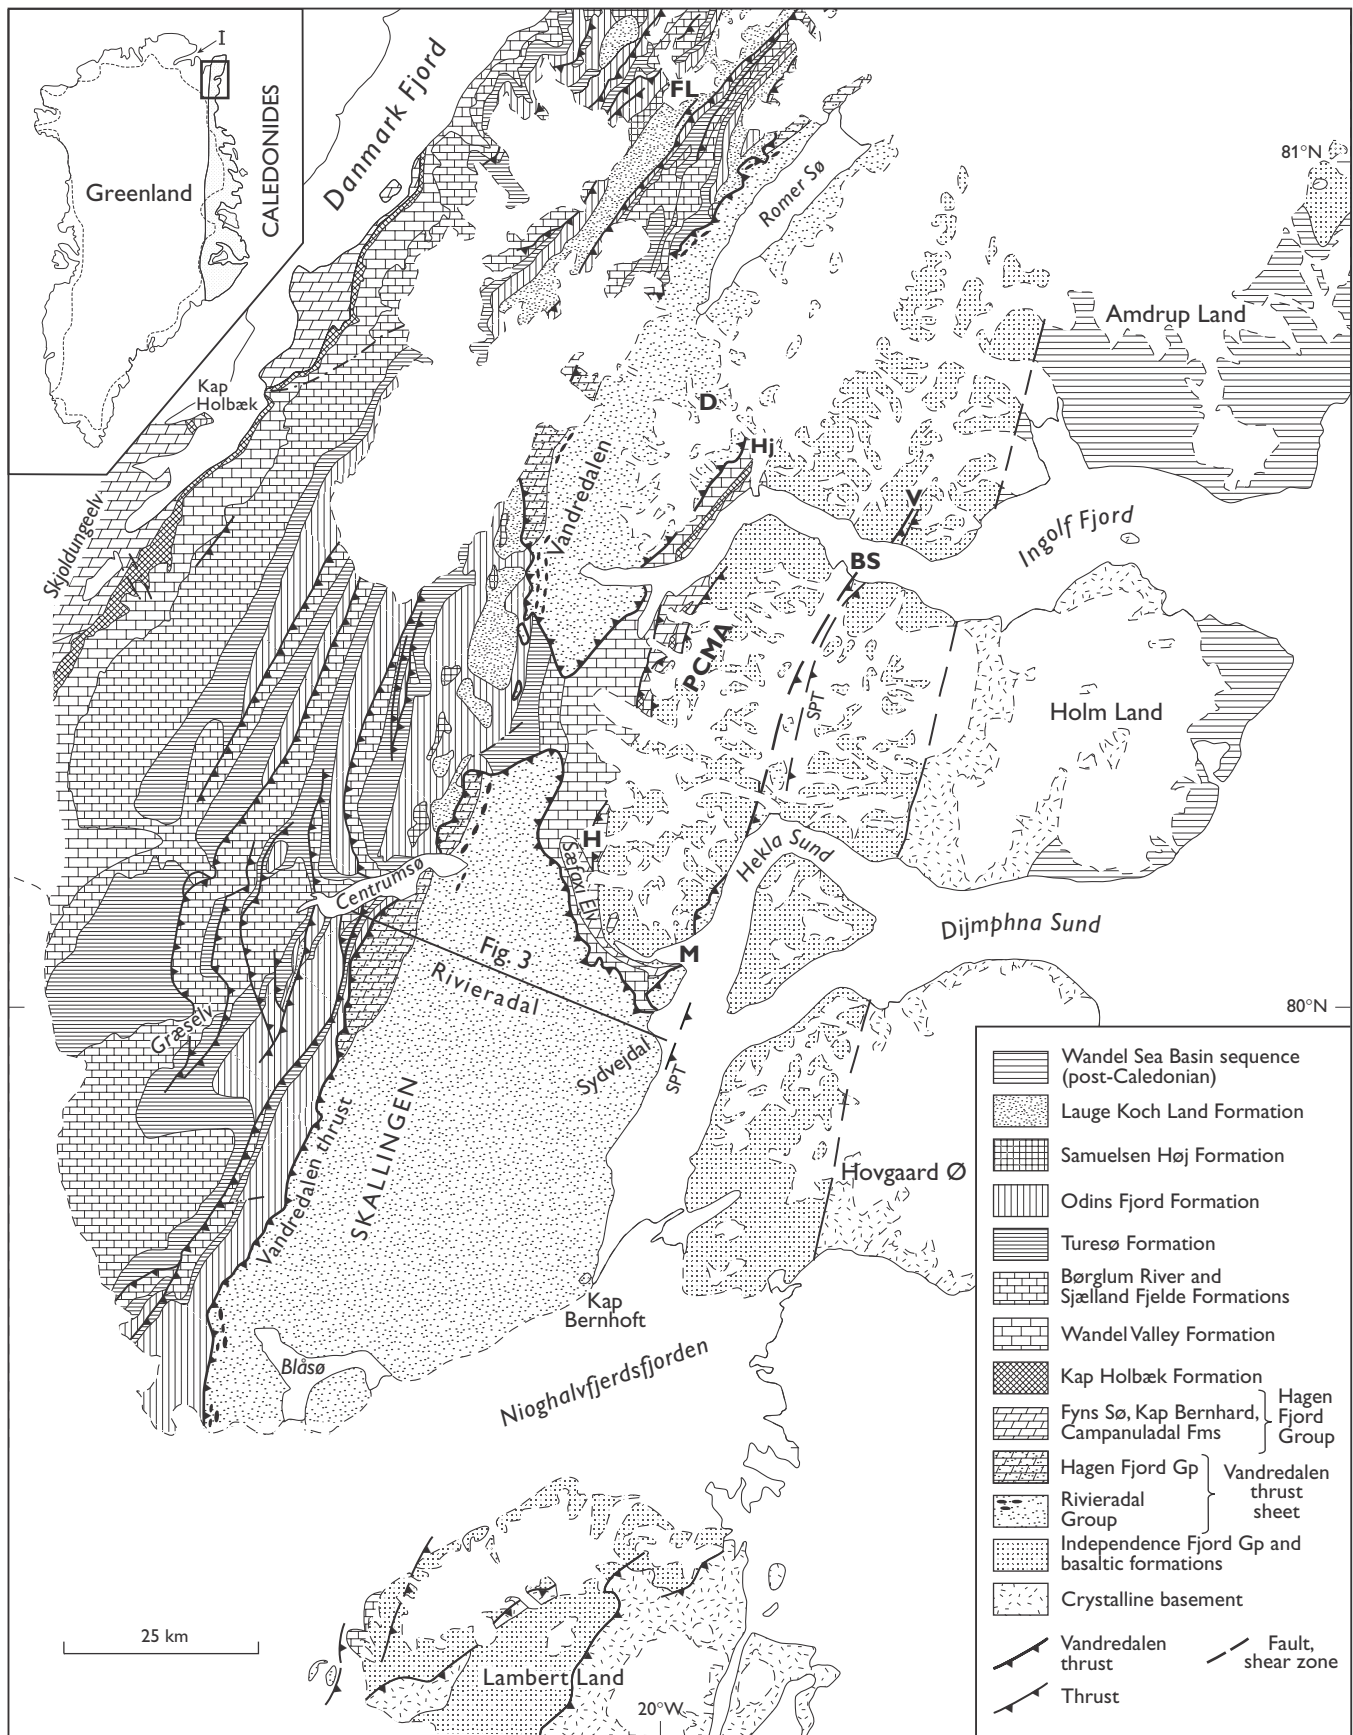 I
Greenland
CALEDONIDES
Danmark Fjord
FL
Romer Sø
81°N
Amdrup Land
Kap
Holbæk
D
Hj
Vandredalen
V
Skjoldungeelv
Ingolf Fjord
BS
PCMA
SPT
Holm Land
H
Hekla Sund
Centrumsø
Sæfaxi Elv
Dijmphna Sund
Fig. 3
M
Rivieradal
80°N
Græselv
Sydvejdal
SPT
SKALLINGEN
Vandredalen thrust
Hovgaard Ø
Kap
Bernhoft
Blåsø
Nioghalvfjerdsfjorden
Wandel Sea Basin sequence
(post-Caledonian)
Lauge Koch Land Formation
Samuelsen Høj Formation
Odins Fjord Formation
Turesø Formation
Børglum River and
Sjælland Fjelde Formations
Wandel Valley Formation
Kap Holbæk Formation
Fyns Sø, Kap Bernhard,
Campanuladal Fms
Hagen
Fjord
Group
Hagen Fjord Gp
Rivieradal
Group
Vandredalen
thrust
sheet
Independence Fjord Gp and
basaltic formations
Crystalline basement
Vandredalen
thrust
Fault,
shear zone
Thrust
25 km
Lambert Land
20°W